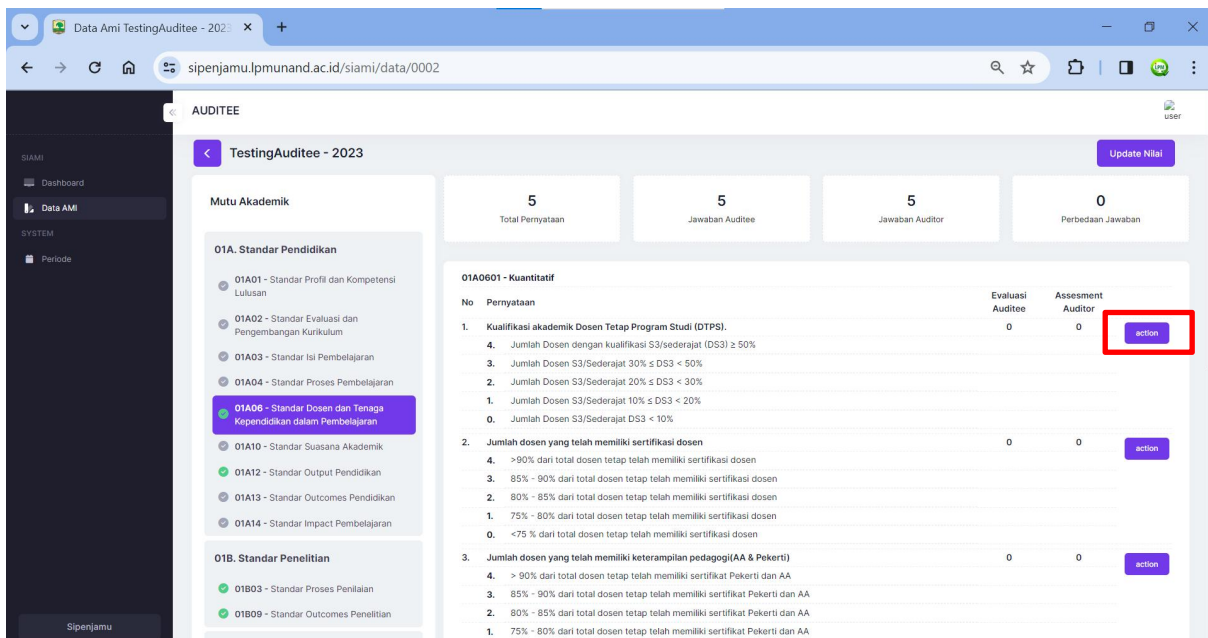 Data Ami TestingAuditee - 2023
sipenjamu.lpmunand.ac.id/siami/data/0002
AUDITEE
user
SIAMI
Dashboard
Data AMI
SYSTEM
Periode
Sipenjamu
TestingAuditee - 2023
Update Nilai
Mutu Akademik
01A. Standar Pendidikan
01A01 - Standar Profil dan Kompetensi
Lulusan
01A02 - Standar Evaluasi dan
Pengembangan Kurikulum
01A03 - Standar Isi Pembelajaran
01A04 - Standar Proses Pembelajaran
01A06 - Standar Dosen dan Tenaga
Kependidikan dalam Pembelajaran
01A10 - Standar Suasana Akademik
01A12 - Standar Output Pendidikan
01A13 - Standar Outcomes Pendidikan
01A14 - Standar Impact Pembelajaran
01B. Standar Penelitian
01B03 - Standar Proses Penilaian
01B09 - Standar Outcomes Penelitian
5
Total Pernyataan
5
Jawaban Auditee
5
Jawaban Auditor
0
Perbedaan Jawaban
01A0601 - Kuantitatif
No Pernyataan Evaluasi Auditee Assesment Auditor
1. Kualifikasi akademik Dosen Tetap Program Studi (DTPS). 0 0 action
4. Jumlah Dosen dengan kualifikasi S3/sederajat (DS3) ≥ 50%
3. Jumlah Dosen S3/Sederajat 30% ≤ DS3 < 50%
2. Jumlah Dosen S3/Sederajat 20% ≤ DS3 < 30%
1. Jumlah Dosen S3/Sederajat 10% ≤ DS3 < 20%
0. Jumlah Dosen S3/Sederajat DS3 < 10%
2. Jumlah dosen yang telah memiliki sertifikasi dosen 0 0 action
4. >90% dari total dosen tetap telah memiliki sertifikasi dosen
3. 85% - 90% dari total dosen tetap telah memiliki sertifikasi dosen
2. 80% - 85% dari total dosen tetap telah memiliki sertifikasi dosen
1. 75% - 80% dari total dosen tetap telah memiliki sertifikasi dosen
0. <75 % dari total dosen tetap telah memiliki sertifikasi dosen
3. Jumlah dosen yang telah memiliki keterampilan pedagogi(AA & Pekerti) 0 0 action
4. > 90% dari total dosen tetap telah memiliki sertifikat Pekerti dan AA
3. 85% - 90% dari total dosen tetap telah memiliki sertifikat Pekerti dan AA
2. 80% - 85% dari total dosen tetap telah memiliki sertifikat Pekerti dan AA
1. 75% - 80% dari total dosen tetap telah memiliki sertifikat Pekerti dan AA